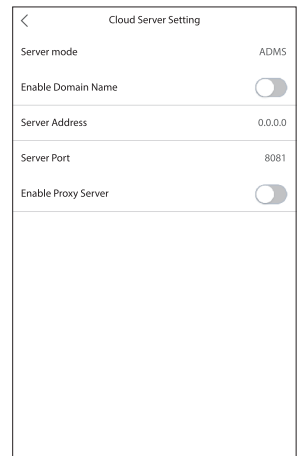 Cloud Server Setting
Server mode ADMS
Enable Domain Name
Server Address 0.0.0.0
Server Port 8081
Enable Proxy Server